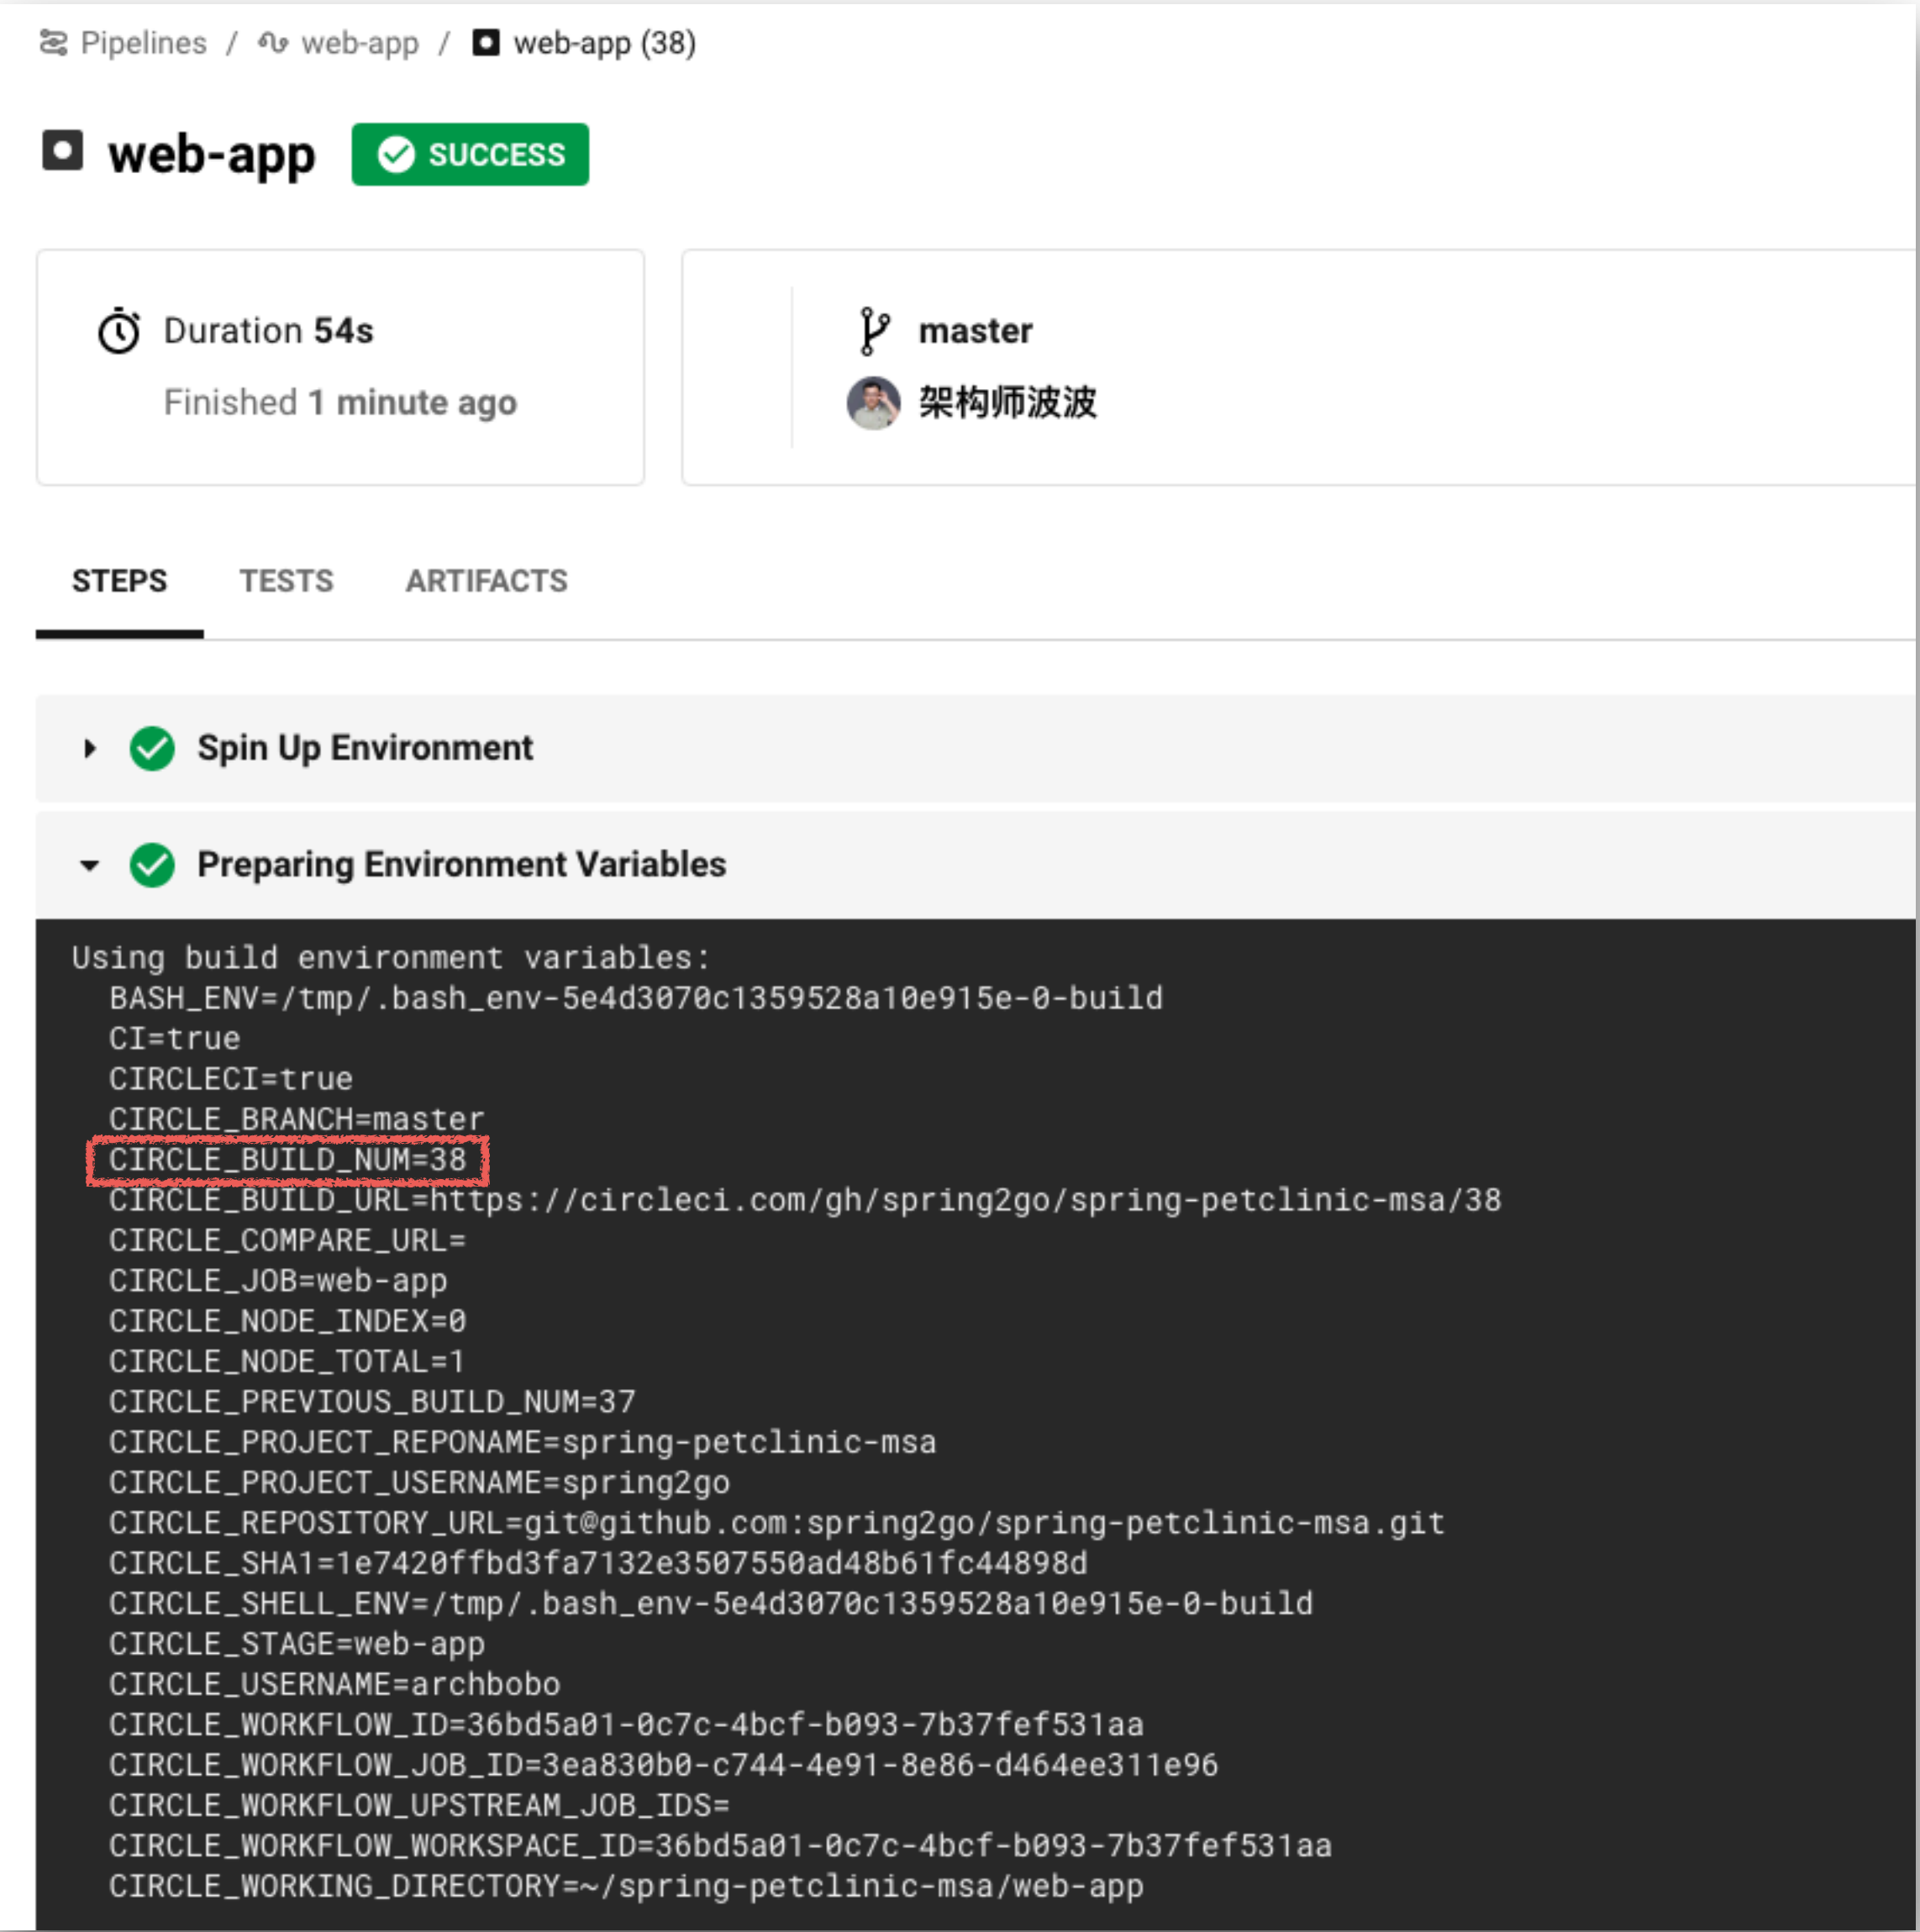 Pipelines / web-app / web-app (38)
web-app SUCCESS
Duration 54s
Finished 1 minute ago
master
架构师波波
STEPS TESTS ARTIFACTS
Spin Up Environment
Preparing Environment Variables
Using build environment variables:
BASH_ENV=/tmp/.bash_env-5e4d3070c1359528a10e915e-0-build
CI=true
CIRCLECI=true
CIRCLE_BRANCH=master
CIRCLE_BUILD_NUM=38
CIRCLE_BUILD_URL=https://circleci.com/gh/spring2go/spring-petclinic-msa/38
CIRCLE_COMPARE_URL=
CIRCLE_JOB=web-app
CIRCLE_NODE_INDEX=0
CIRCLE_NODE_TOTAL=1
CIRCLE_PREVIOUS_BUILD_NUM=37
CIRCLE_PROJECT_REPONAME=spring-petclinic-msa
CIRCLE_PROJECT_USERNAME=spring2go
CIRCLE_REPOSITORY_URL=git@github.com:spring2go/spring-petclinic-msa.git
CIRCLE_SHA1=1e7420ffbd3fa7132e3507550ad48b61fc44898d
CIRCLE_SHELL_ENV=/tmp/.bash_env-5e4d3070c1359528a10e915e-0-build
CIRCLE_STAGE=web-app
CIRCLE_USERNAME=archbobo
CIRCLE_WORKFLOW_ID=36bd5a01-0c7c-4bcf-b093-7b37fef531aa
CIRCLE_WORKFLOW_JOB_ID=3ea830b0-c744-4e91-8e86-d464ee311e96
CIRCLE_WORKFLOW_UPSTREAM_JOB_IDS=
CIRCLE_WORKFLOW_WORKSPACE_ID=36bd5a01-0c7c-4bcf-b093-7b37fef531aa
CIRCLE_WORKING_DIRECTORY=~/spring-petclinic-msa/web-app